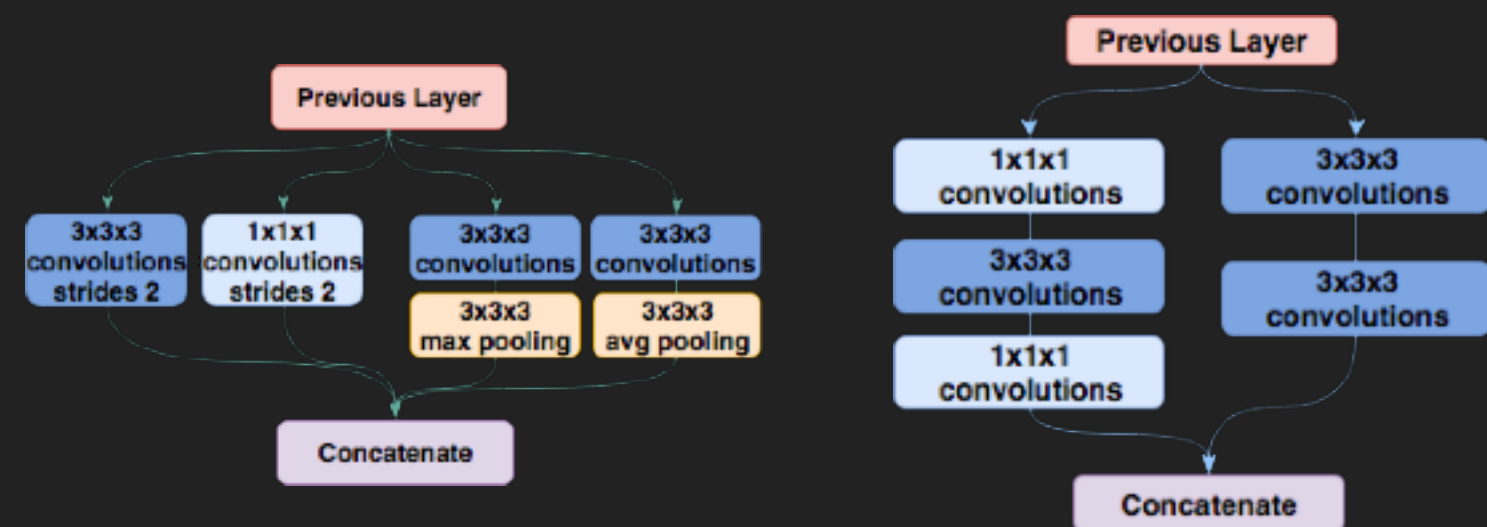 Previous Layer
3x3x3
convolutions
strides 2
1x1x1
convolutions
strides 2
3x3x3
convolutions
3x3x3
max pooling
3x3x3
convolutions
3x3x3
avg pooling
Concatenate
Previous Layer
1x1x1
convolutions
3x3x3
convolutions
1x1x1
convolutions
3x3x3
convolutions
3x3x3
convolutions
Concatenate